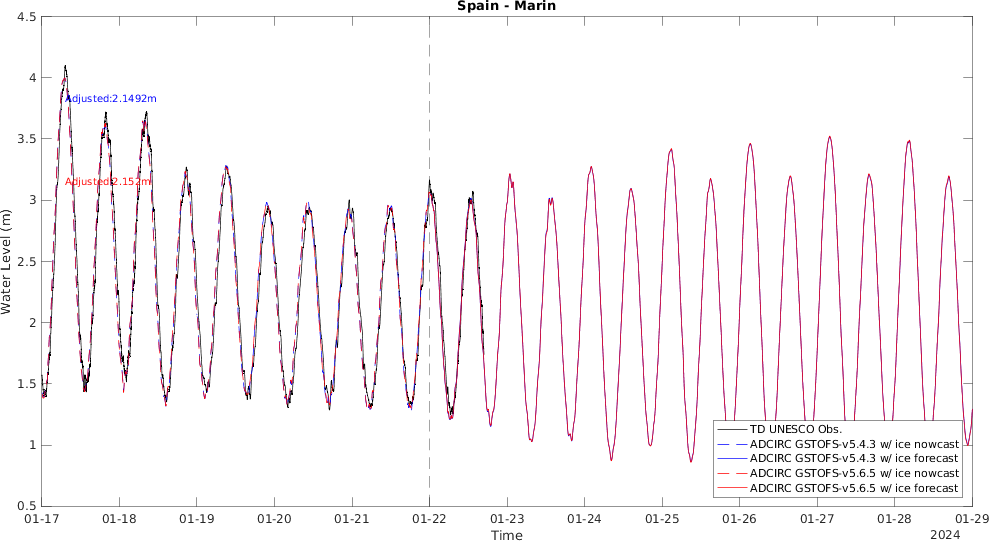 Spain - Marin
4.5
4
3.5
3
2.5
2
1.5
1
0.5
Water Level (m)
Adjusted:2.1492m
Adjusted:2.152m
TD UNESCO Obs.
ADCIRC GSTOFS-v5.4.3 w/ ice nowcast
ADCIRC GSTOFS-v5.4.3 w/ ice forecast
ADCIRC GSTOFS-v5.6.5 w/ ice nowcast
ADCIRC GSTOFS-v5.6.5 w/ ice forecast
01-17 01-18 01-19 01-20 01-21 01-22 01-23 01-24 01-25 01-26 01-27 01-28 01-29
Time
2024